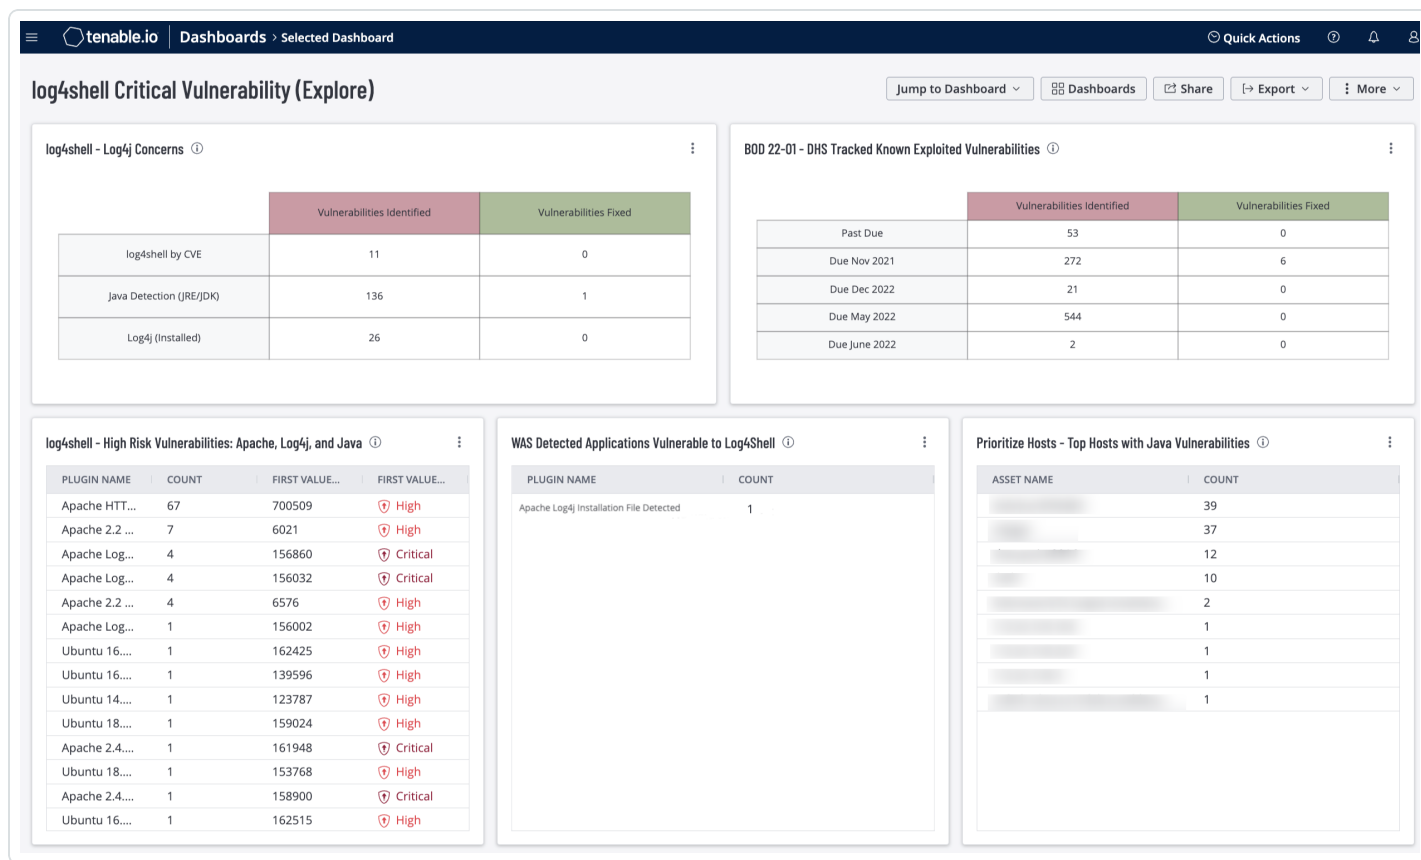 tenable.io Dashboards > Selected Dashboard Quick Actions
log4shell Critical Vulnerability (Explore) Jump to Dashboard Dashboards Share Export More
log4shell - Log4j Concerns
Vulnerabilities Identified Vulnerabilities Fixed
log4shell by CVE 11 0
Java Detection (JRE/JDK) 136 1
Log4j (Installed) 26 0
BOD 22-01 - DHS Tracked Known Exploited Vulnerabilities
Vulnerabilities Identified Vulnerabilities Fixed
Past Due 53 0
Due Nov 2021 272 6
Due Dec 2022 21 0
Due May 2022 544 0
Due June 2022 2 0
log4shell - High Risk Vulnerabilities: Apache, Log4j, and Java
PLUGIN NAME COUNT FIRST VALUE... FIRST VALUE...
Apache HTT... 67 700509 High
Apache 2.2 ... 7 6021 High
Apache Log... 4 156860 Critical
Apache Log... 4 156032 Critical
Apache 2.2 ... 4 6576 High
Apache Log... 1 156002 High
Ubuntu 16.... 1 162425 High
Ubuntu 16.... 1 139596 High
Ubuntu 14.... 1 123787 High
Ubuntu 18.... 1 159024 High
Apache 2.4.... 1 161948 Critical
Ubuntu 18.... 1 153768 High
Apache 2.4.... 1 158900 Critical
Ubuntu 16.... 1 162515 High
WAS Detected Applications Vulnerable to Log4Shell
PLUGIN NAME COUNT
Apache Log4j Installation File Detected 1
Prioritize Hosts - Top Hosts with Java Vulnerabilities
ASSET NAME COUNT
39
37
12
10
2
1
1
1
1